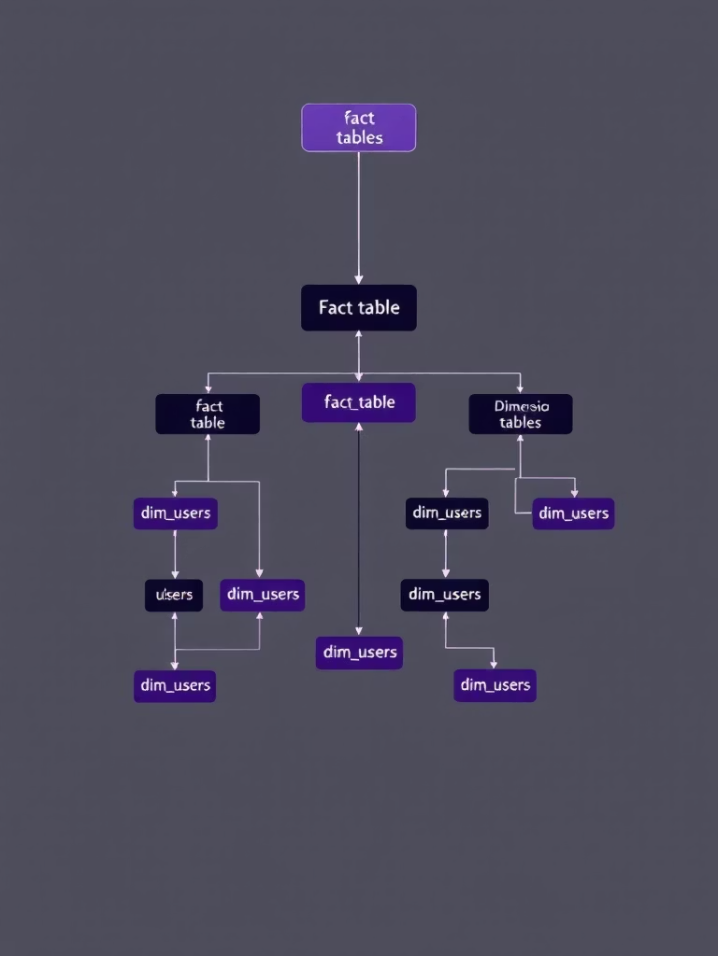 fact
tables
Fact table
fact
table
fact_table
tables
dim_users
dim_users
dim_users
users
dim_users
dim_users
dim_users
dim_users
dim_users